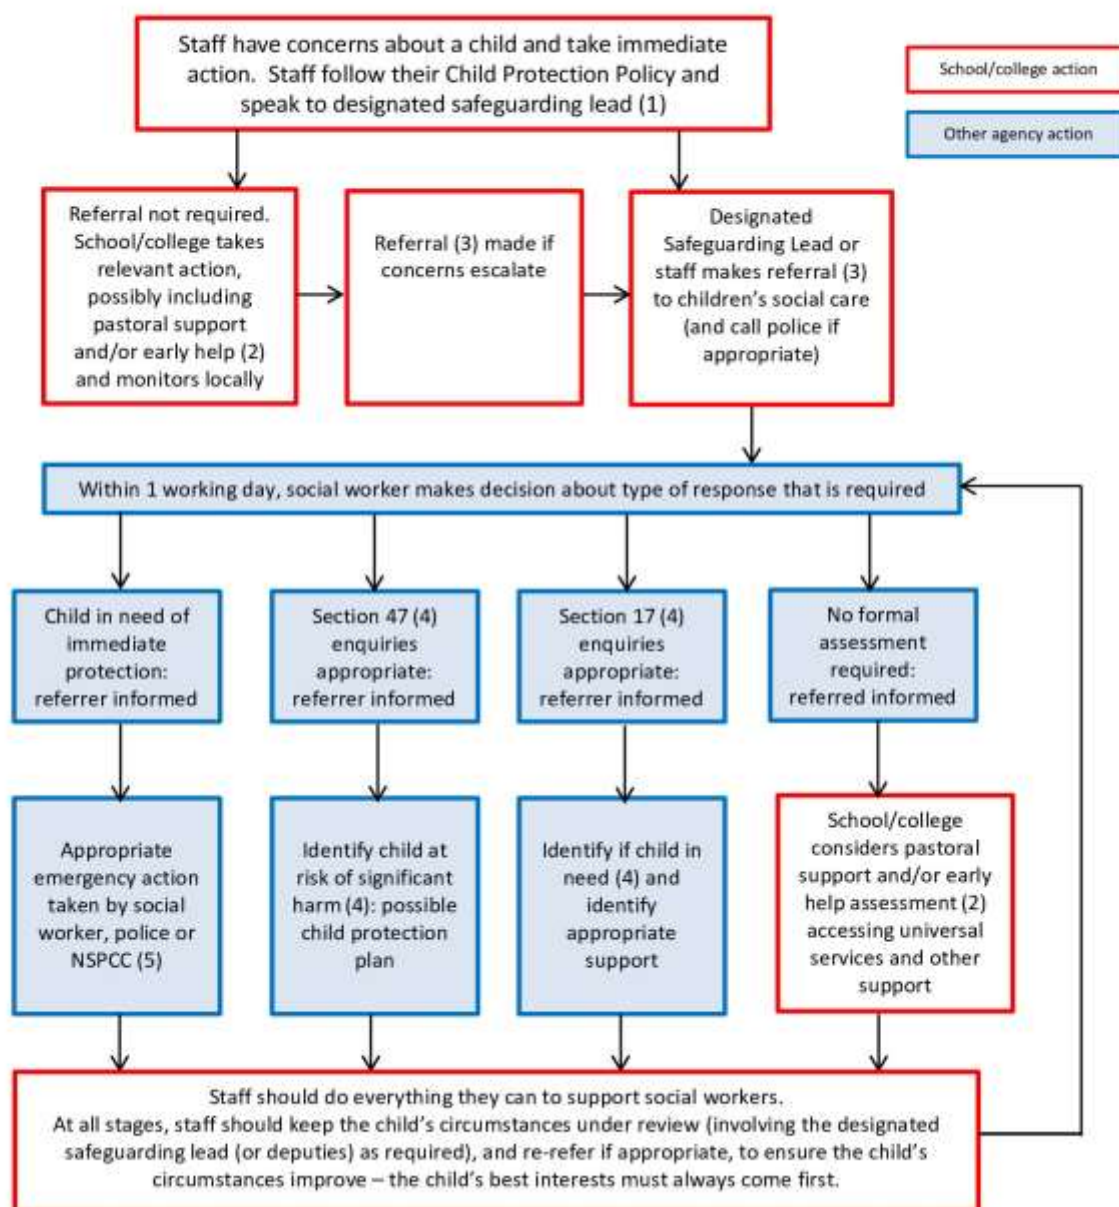 Staff have concerns about a child and take immediate
action. Staff follow their Child Protection Policy and
speak to designated safeguarding lead (1)
School/college action
Other agency action
Referral not required.
School/college takes
relevant action,
possibly including
pastoral support
and/or early help (2)
and monitors locally
Referral (3) made if
concerns escalate
Designated
Safeguarding Lead or
staff makes referral (3)
to children’s social care
(and call police if
appropriate)
Within 1 working day, social worker makes decision about type of response that is required
Child in need of
immediate
protection:
referrer informed
Section 47 (4)
enquiries
appropriate:
referrer informed
Section 17 (4)
enquiries
appropriate:
referrer informed
No formal
assessment
required:
referred informed
Appropriate
emergency action
taken by social
worker, police or
NSPCC (5)
Identify child at
risk of significant
harm (4): possible
child protection
plan
Identify if child in
need (4) and
identify
appropriate
support
School/college
considers pastoral
support and/or early
help assessment (2)
accessing universal
services and other
support
Staff should do everything they can to support social workers.
At all stages, staff should keep the child’s circumstances under review (involving the designated
safeguarding lead (or deputies) as required), and re-refer if appropriate, to ensure the child’s
circumstances improve – the child’s best interests must always come first.